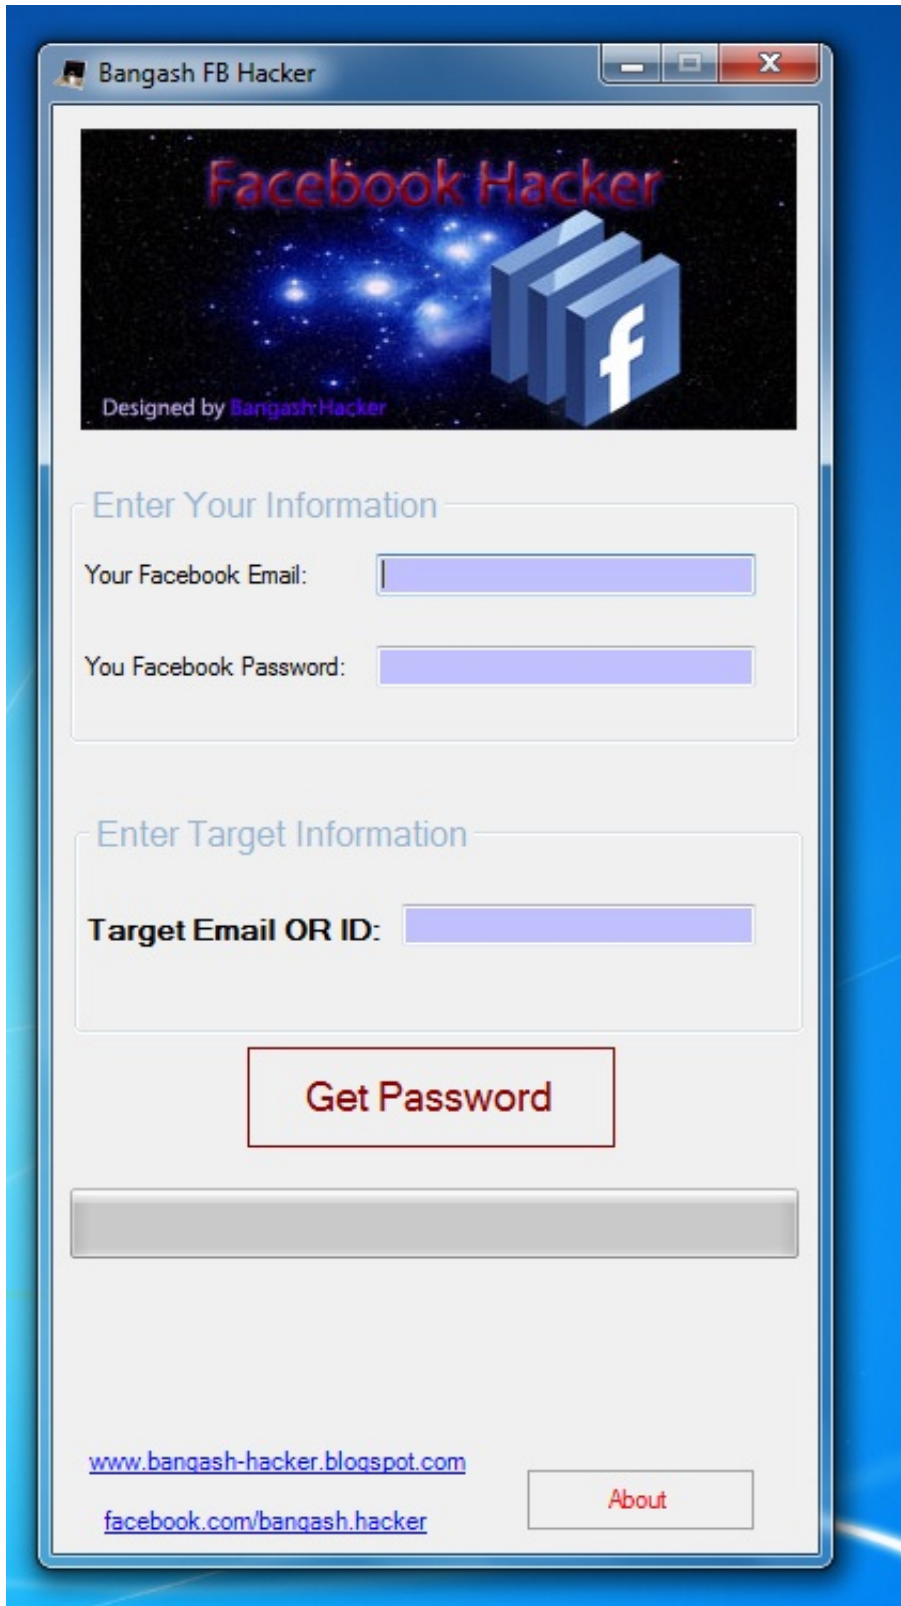 Bangash FB Hacker
Facebook Hacker
f
Designed by Bangash Hacker
Enter Your Information
Your Facebook Email:
You Facebook Password:
Enter Target Information
Target Email OR ID:
Get Password
www.bangash-hacker.blogspot.com
About
facebook.com/bangash.hacker